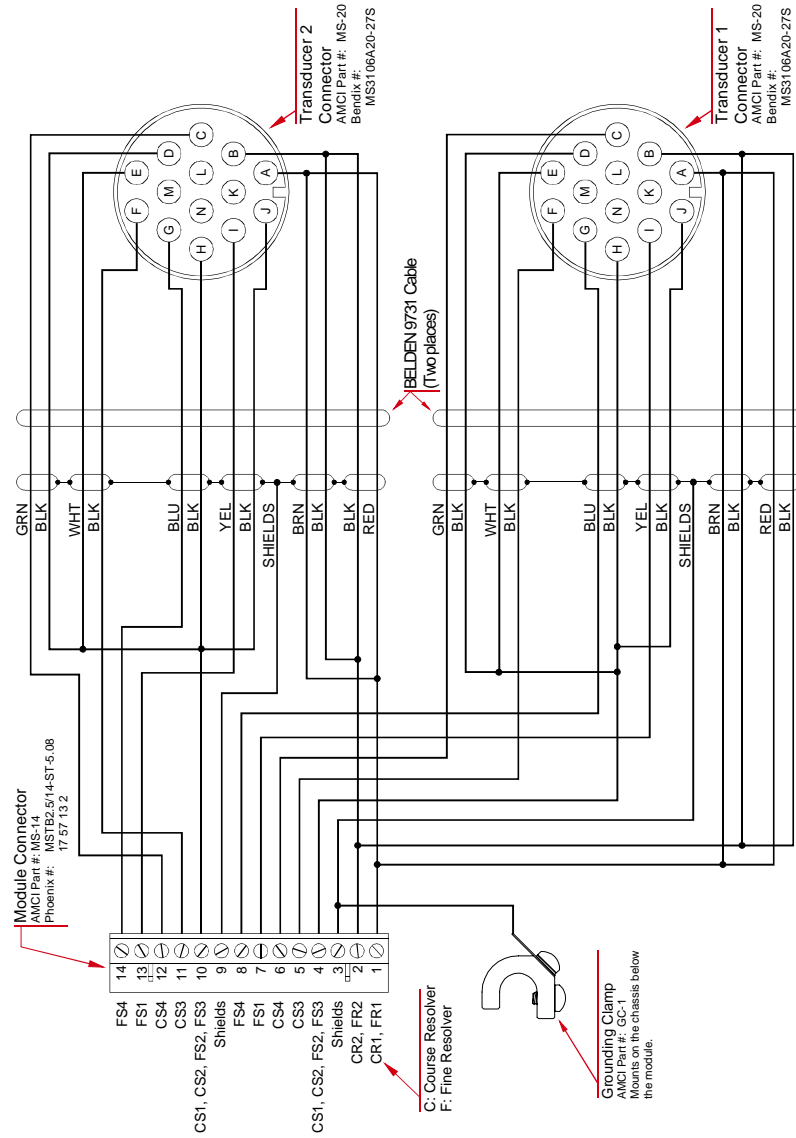 Module Connector
AMCI Part #: MS-14
Phoenix #: MSTB2.5/14-ST-5.08
17 57 13 2
14
13
12
11
10
9
8
7
6
5
4
3
2
1
FS4
FS1
CS4
CS3
CS1, CS2, FS2, FS3
Shields
FS4
FS1
CS4
CS3
CS1, CS2, FS2, FS3
Shields
CR2, FR2
CR1, FR1
C: Course Resolver
F: Fine Resolver
Grounding Clamp
AMCI Part #: GC-1
Mounts on the chassis below
the module.
GRN
BLK
WHT
BLK
BLU
BLK
YEL
BLK
SHIELDS
BRN
BLK
BLK
RED
GRN
BLK
WHT
BLK
BLU
BLK
YEL
BLK
SHIELDS
BRN
BLK
RED
BLK
BELDEN 9731 Cable
(Two places)
Transducer 2
Connector
AMCI Part #: MS-20
Bendix #:
MS3106A20-27S
A
B
C
D
E
F
G
H
I
J
K
L
M
N
Transducer 1
Connector
AMCI Part #: MS-20
Bendix #:
MS3106A20-27S
A
B
C
D
E
F
G
H
I
J
K
L
M
N